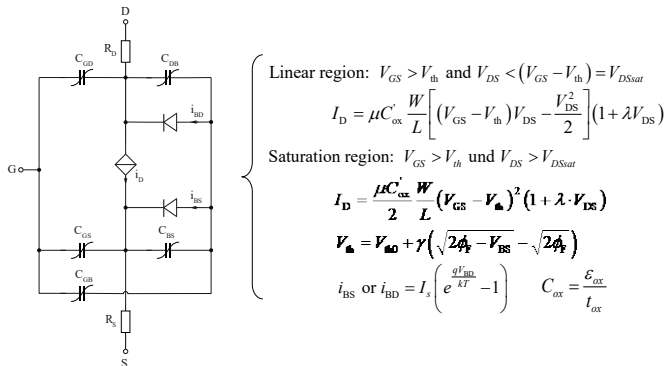 D
R_D
C_GD
C_DB
i_BD
G
i_D
i_BS
C_GS
C_BS
C_GB
R_S
S
Linear region: V_GS > V_th and V_DS < (V_GS − V_th) = V_DSsat
I_D = μC'_ox W/L [(V_GS − V_th)V_DS − V_DS^2/2](1 + λV_DS)
Saturation region: V_GS > V_th und V_DS > V_DSsat
I_D = μC'_ox/2 W/L (V_GS − V_th)^2 (1 + λ·V_DS)
V_th = V_th0 + γ(√(2ϕ_F − V_BS) − √(2ϕ_F))
i_BS or i_BD = I_s(e^(qV_BD/kT) − 1) C_ox = ε_ox/t_ox